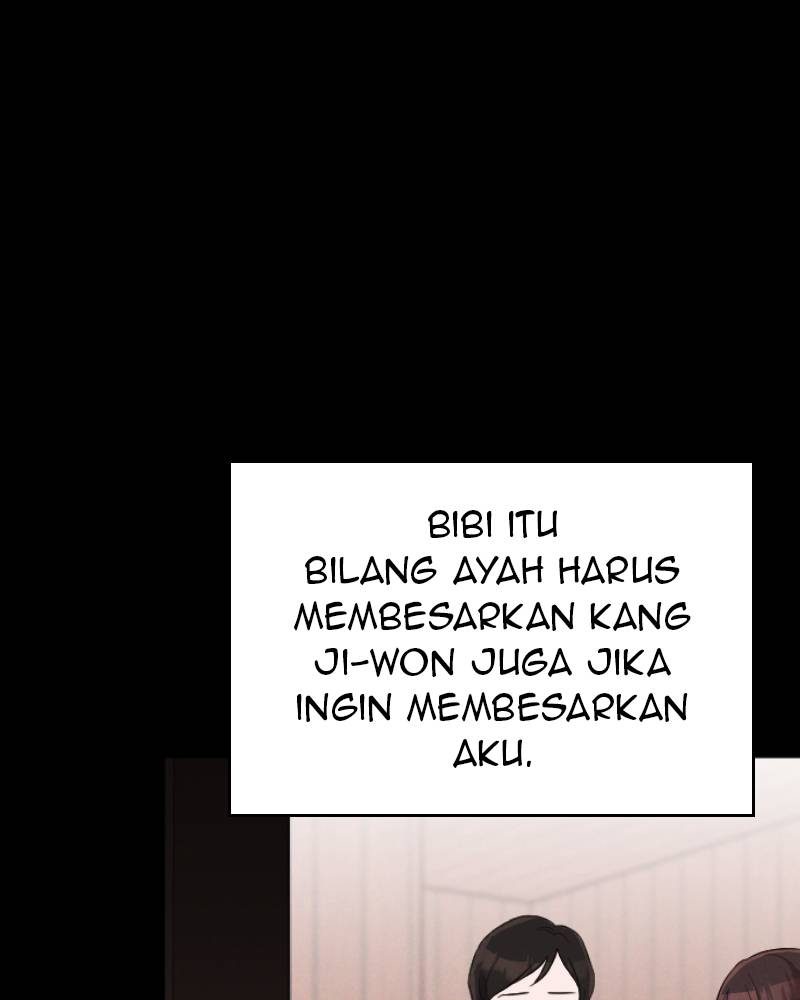 BIBI ITU
BILANG AYAH HARUS
MEMBESARKAN KANG
JI-WON JUGA JIKA
INGIN MEMBESARKAN
AKU.